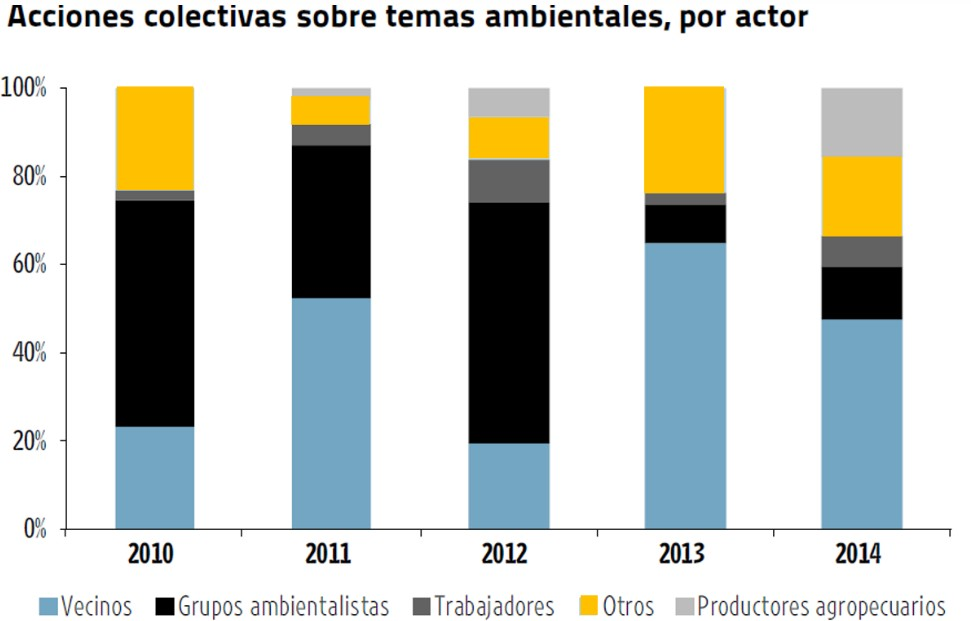 Acciones colectivas sobre temas ambientales, por actor
100%
80%
60%
40%
20%
0%
2010 2011 2012 2013 2014
Vecinos Grupos ambientalistas Trabajadores Otros Productores agropecuarios